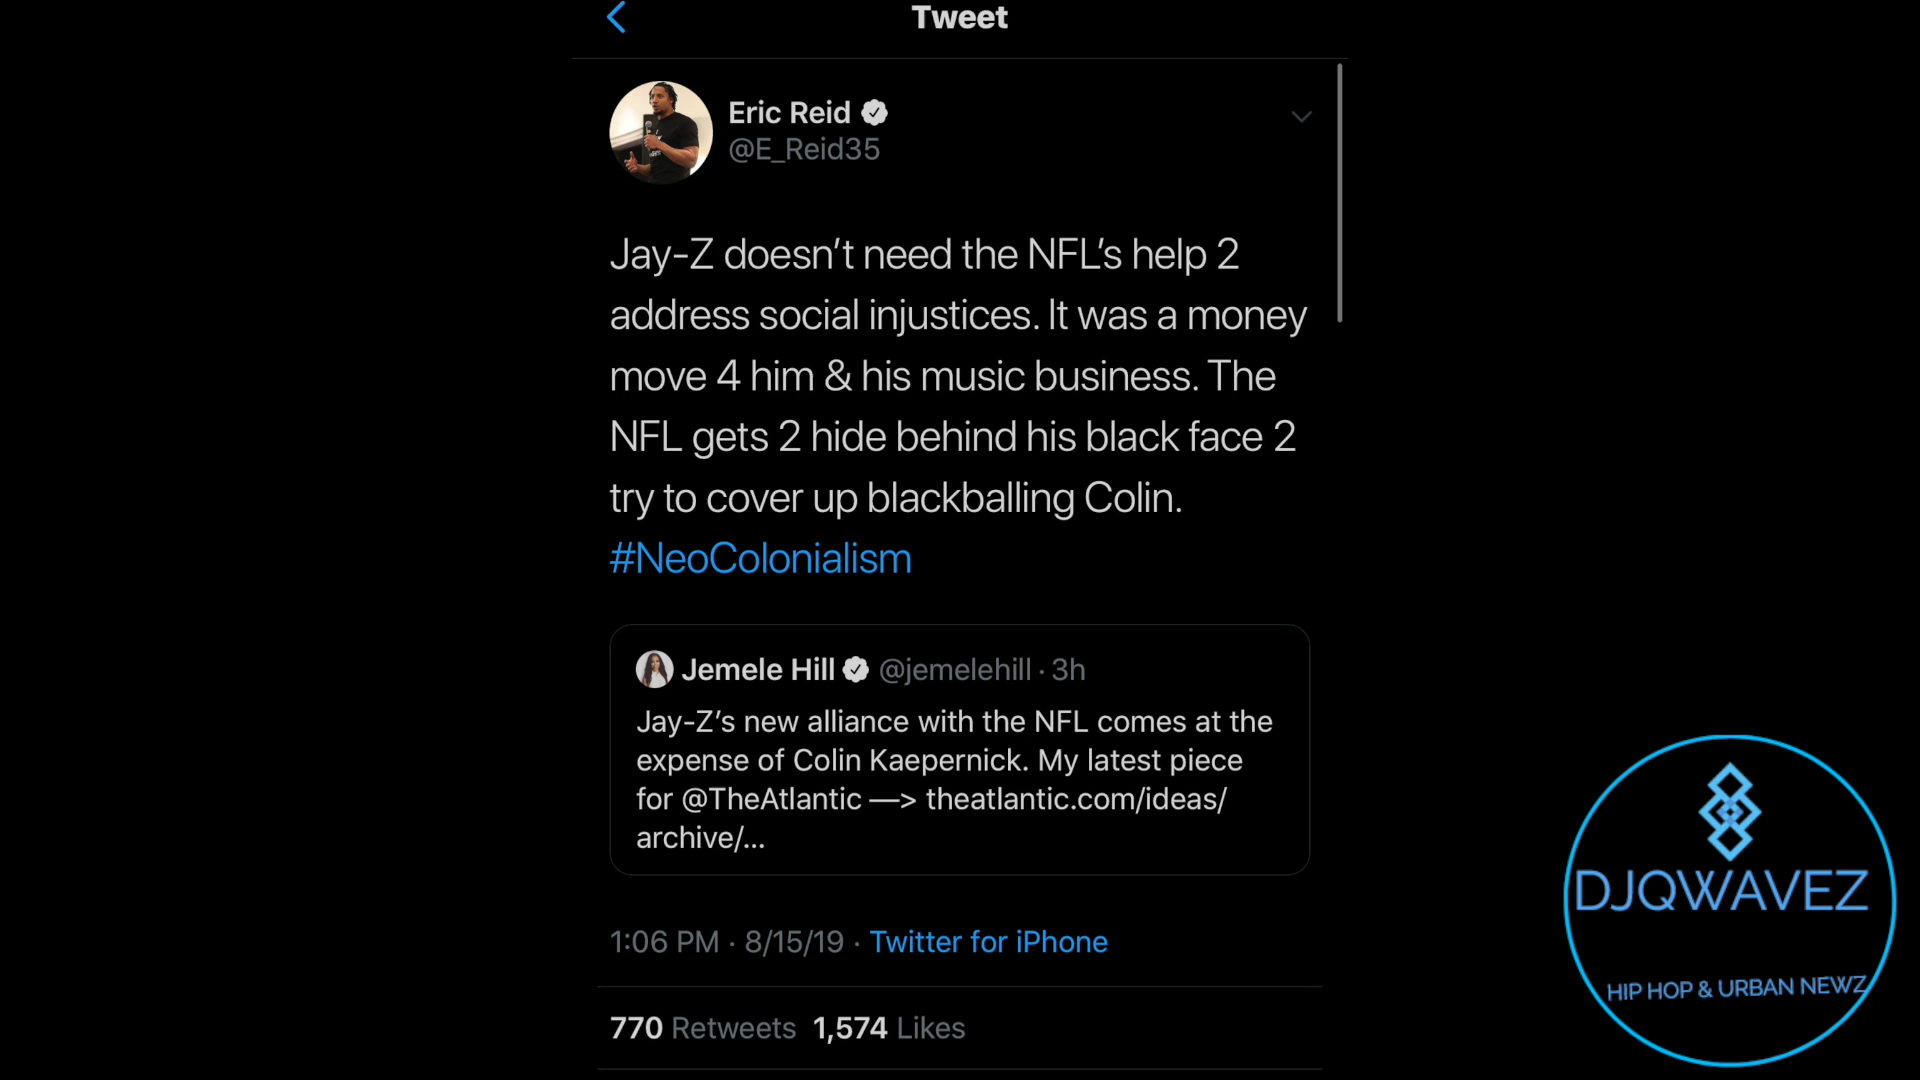 Tweet
Eric Reid
@E_Reid35
Jay-Z doesn’t need the NFL’s help 2
address social injustices. It was a money
move 4 him & his music business. The
NFL gets 2 hide behind his black face 2
try to cover up blackballing Colin.
#NeoColonialism
Jemele Hill @jemelehill · 3h
Jay-Z’s new alliance with the NFL comes at the
expense of Colin Kaepernick. My latest piece
for @TheAtlantic —> theatlantic.com/ideas/
archive/...
1:06 PM · 8/15/19 · Twitter for iPhone
770 Retweets 1,574 Likes
DJQWAVEZ
HIP HOP & URBAN NEWZ